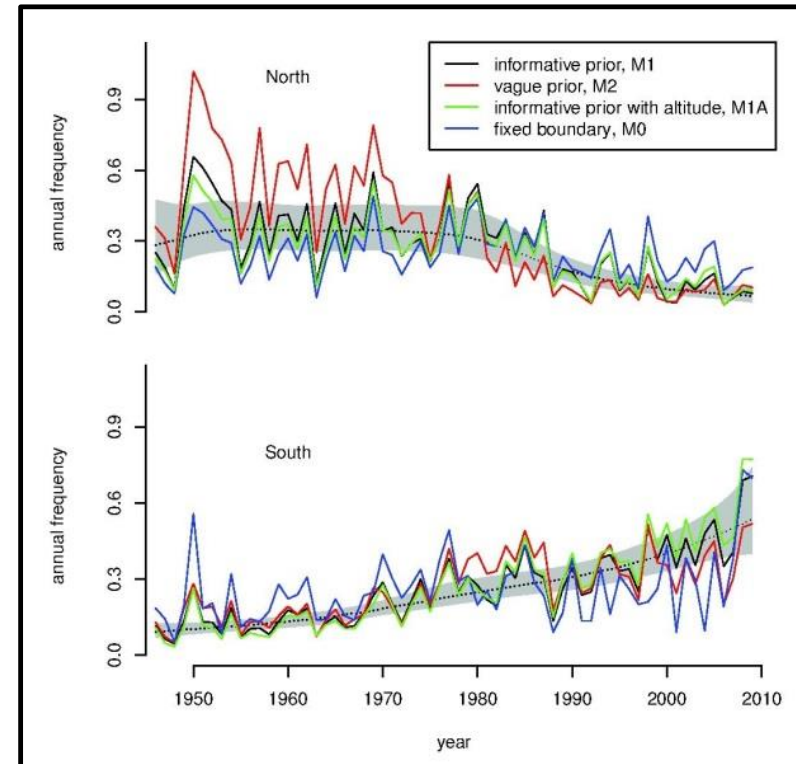 North
informative prior, M1
vague prior, M2
informative prior with altitude, M1A
fixed boundary, M0
annual frequency
0.9
0.6
0.3
0.0
South
annual frequency
0.9
0.6
0.3
0.0
1950 1960 1970 1980 1990 2000 2010
year